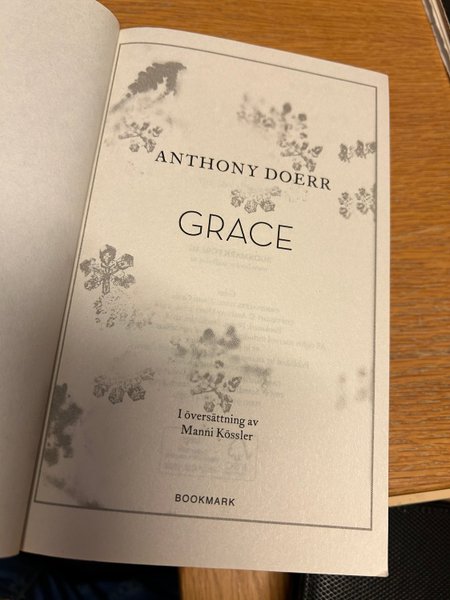 ANTHONY DOERR
GRACE
I översättning av
Manni Kössler
BOOKMARK